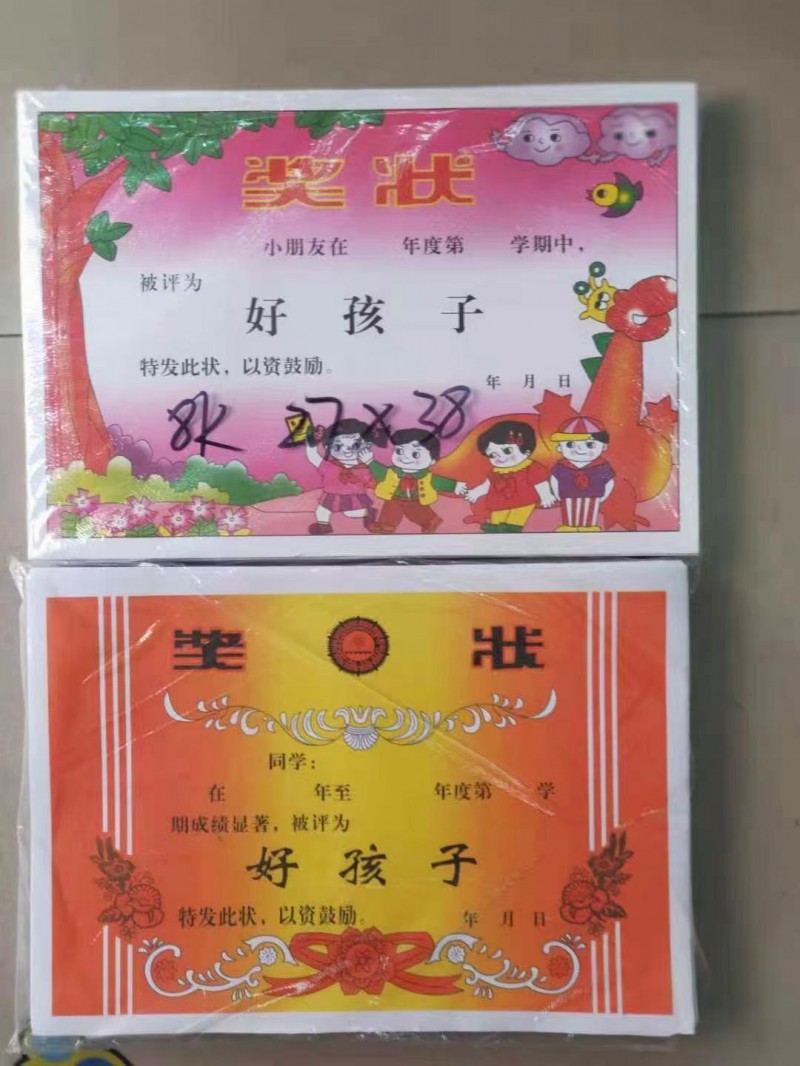 奖状
小朋友在 年度第 学期中，
被评为
好孩子
特发此状，以资鼓励。
年 月 日
8K 27×38
奖状
同学：
在 年至 年度第 学
期成绩显著，被评为
好孩子
特发此状，以资鼓励。
年 月 日